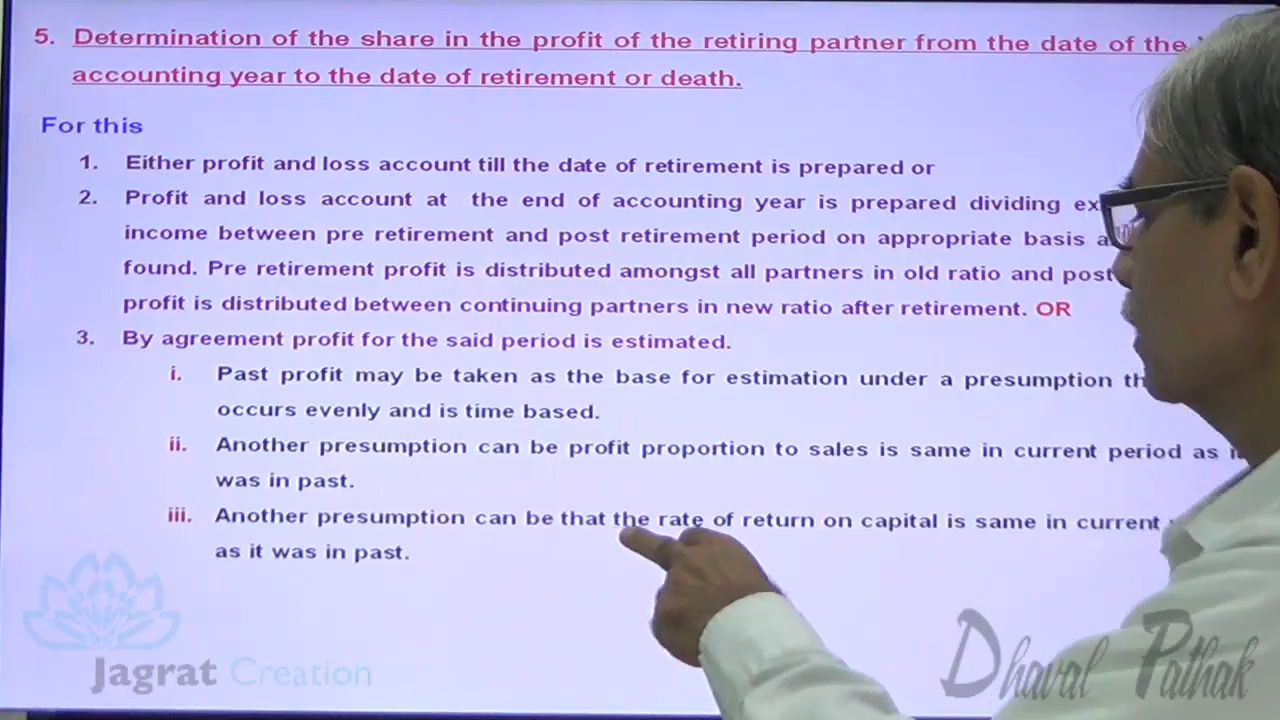 5. Determination of the share in the profit of the retiring partner from the date of the
accounting year to the date of retirement or death.
For this
1. Either profit and loss account till the date of retirement is prepared or
2. Profit and loss account at the end of accounting year is prepared dividing
income between pre retirement and post retirement period on appropriate basis
found. Pre retirement profit is distributed amongst all partners in old ratio and post
profit is distributed between continuing partners in new ratio after retirement. OR
3. By agreement profit for the said period is estimated.
i. Past profit may be taken as the base for estimation under a presumption
occurs evenly and is time based.
ii. Another presumption can be profit proportion to sales is same in current period as
was in past.
iii. Another presumption can be that the rate of return on capital is same in current
as it was in past.
Jagrat Creation
Dhaval Pathak